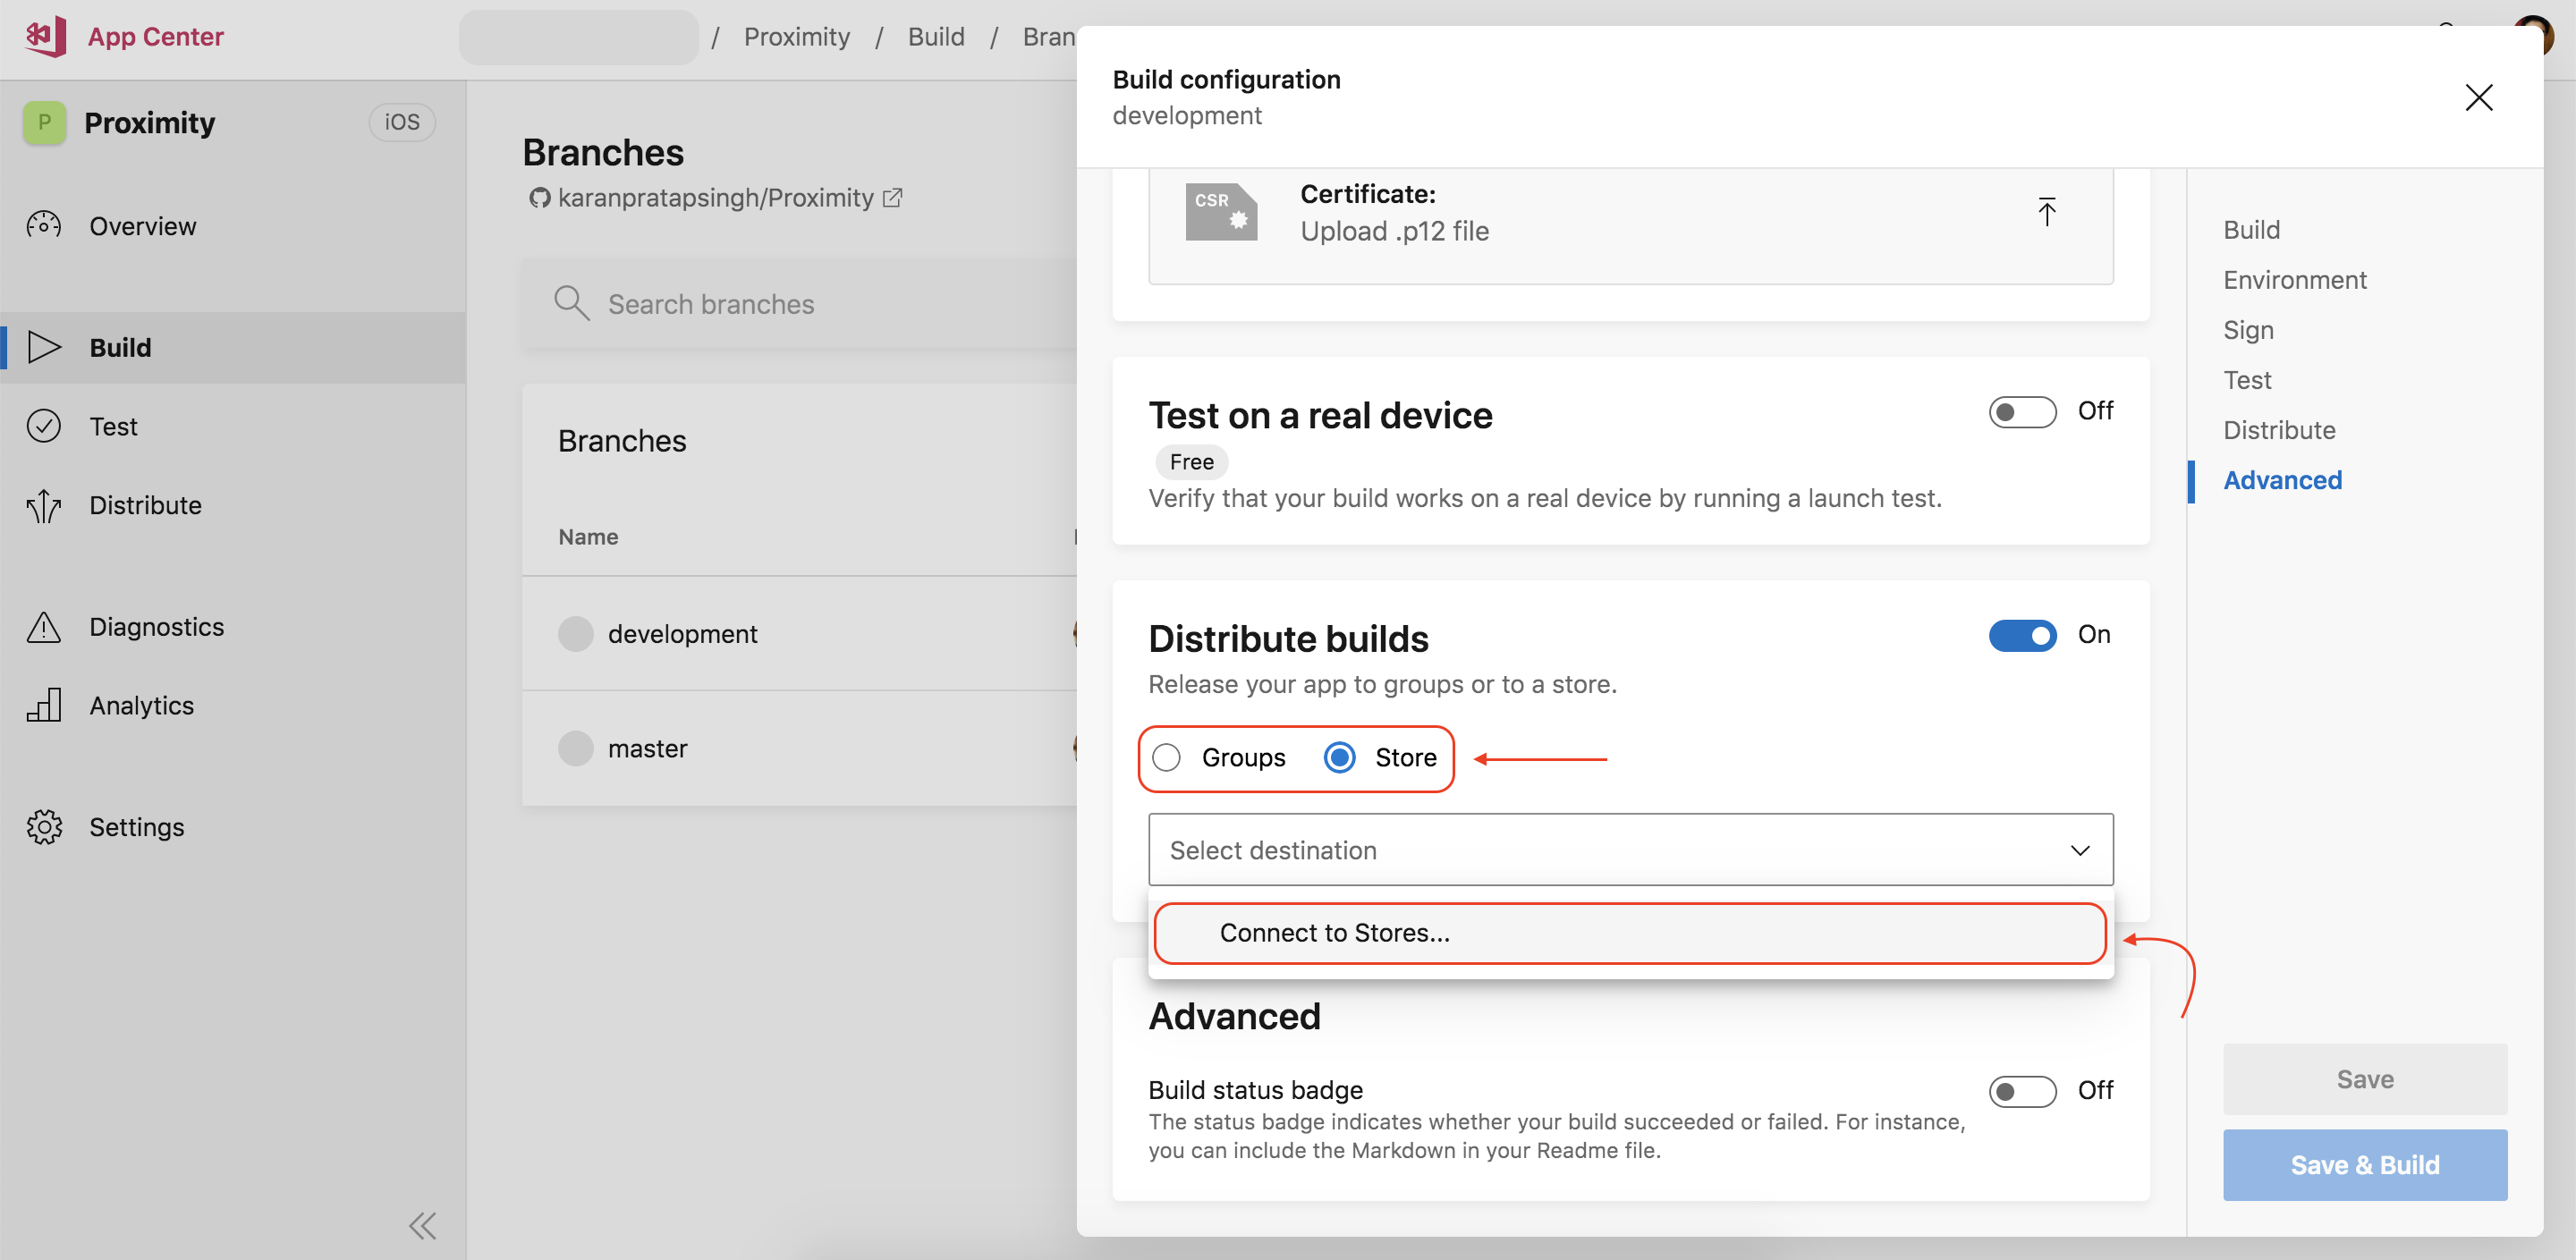 App Center
/ Proximity / Build / Bran
P Proximity iOS
Overview
Build
Test
Distribute
Diagnostics
Analytics
Settings
Branches
karanpratapsingh/Proximity
Search branches
Branches
Name
development
master
Build configuration
development
CSR
Certificate:
Upload .p12 file
Test on a real device
Off
Free
Verify that your build works on a real device by running a launch test.
Distribute builds
On
Release your app to groups or to a store.
Groups Store
Select destination
Connect to Stores...
Advanced
Build status badge
Off
The status badge indicates whether your build succeeded or failed. For instance,
you can include the Markdown in your Readme file.
Build
Environment
Sign
Test
Distribute
Advanced
Save
Save & Build